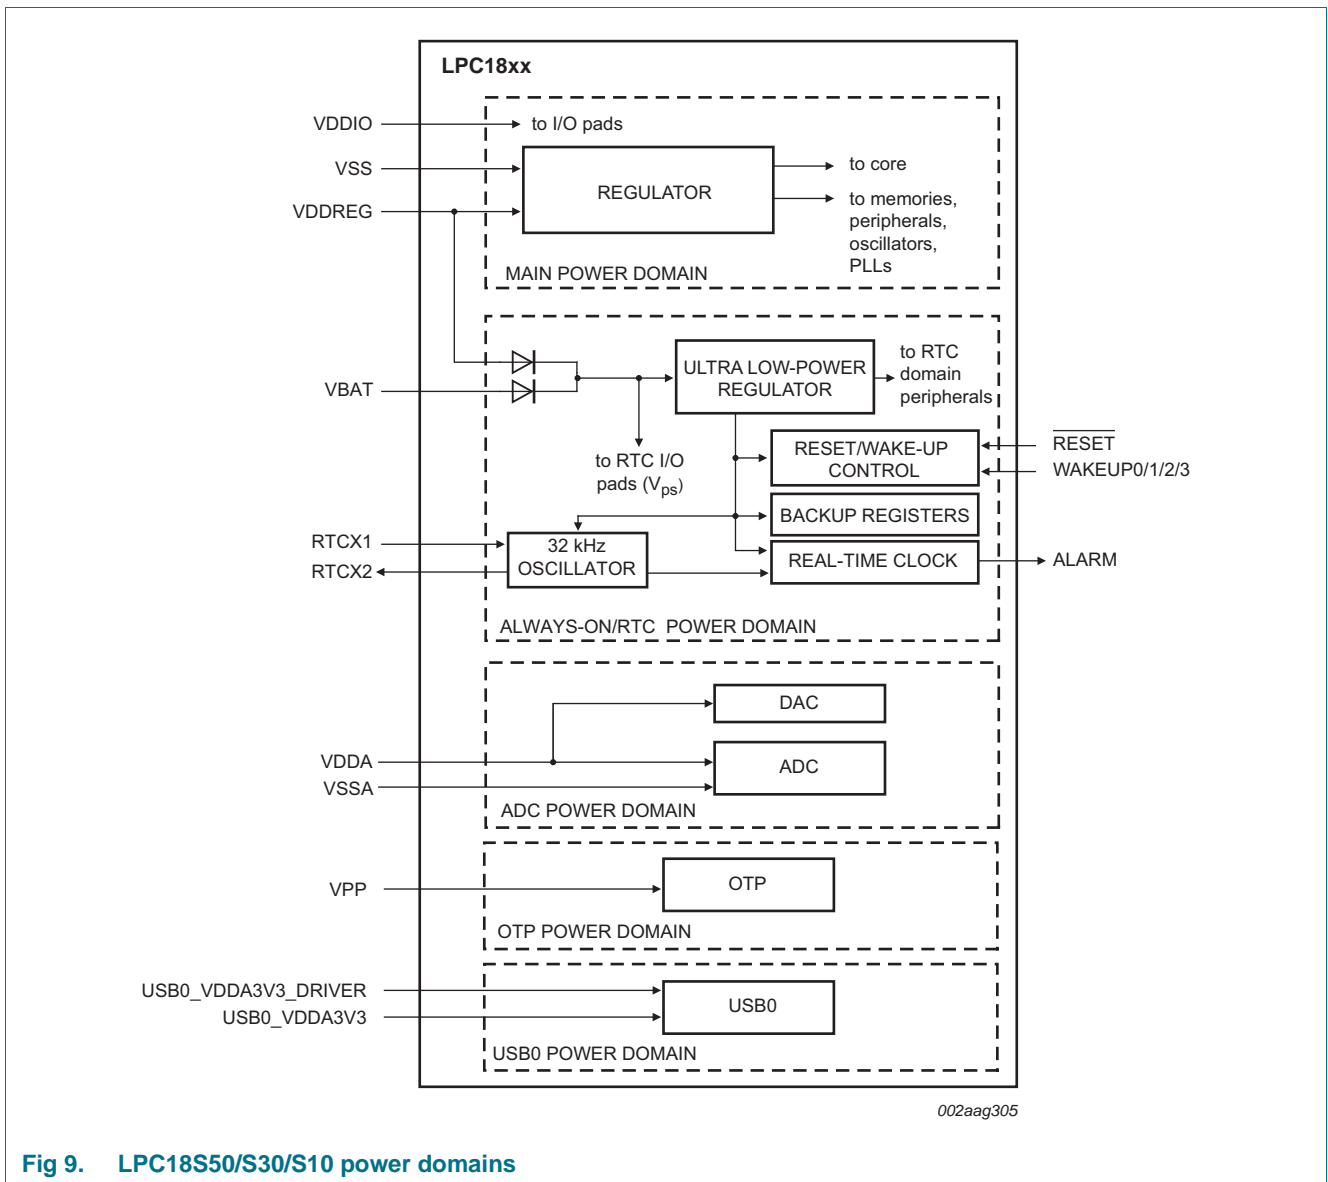 LPC18xx
VDDIO
to I/O pads
VSS
REGULATOR
to core
VDDREG
to memories,
peripherals,
oscillators,
PLLs
MAIN POWER DOMAIN
VBAT
ULTRA LOW-POWER
REGULATOR
to RTC
domain
peripherals
to RTC I/O
pads (Vps)
RESET/WAKE-UP
CONTROL
RESET
WAKEUP0/1/2/3
BACKUP REGISTERS
RTCX1
RTCX2
32 kHz
OSCILLATOR
REAL-TIME CLOCK
ALARM
ALWAYS-ON/RTC POWER DOMAIN
DAC
VDDA
VSSA
ADC
ADC POWER DOMAIN
VPP
OTP
OTP POWER DOMAIN
USB0_VDDA3V3_DRIVER
USB0_VDDA3V3
USB0
USB0 POWER DOMAIN
002aag305
Fig 9. LPC18S50/S30/S10 power domains